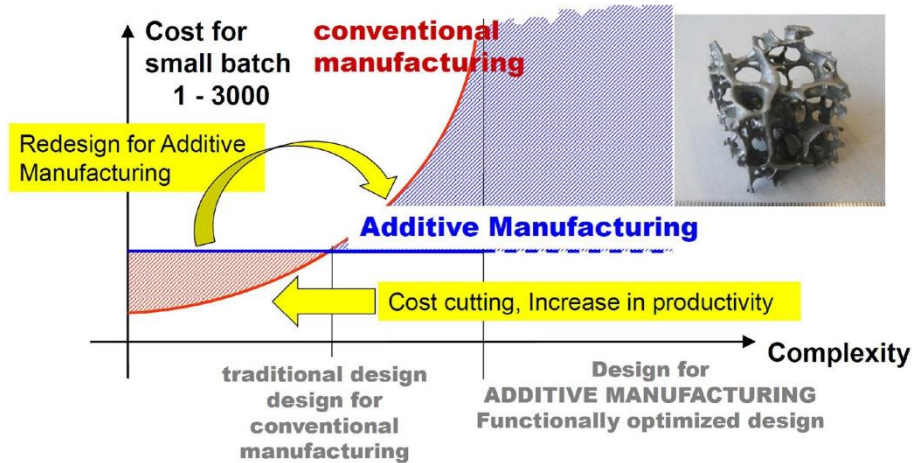 Cost for
small batch
1 - 3000
conventional
manufacturing
Redesign for Additive
Manufacturing
Additive Manufacturing
Cost cutting, Increase in productivity
Complexity
traditional design
design for
conventional
manufacturing
Design for
ADDITIVE MANUFACTURING
Functionally optimized design